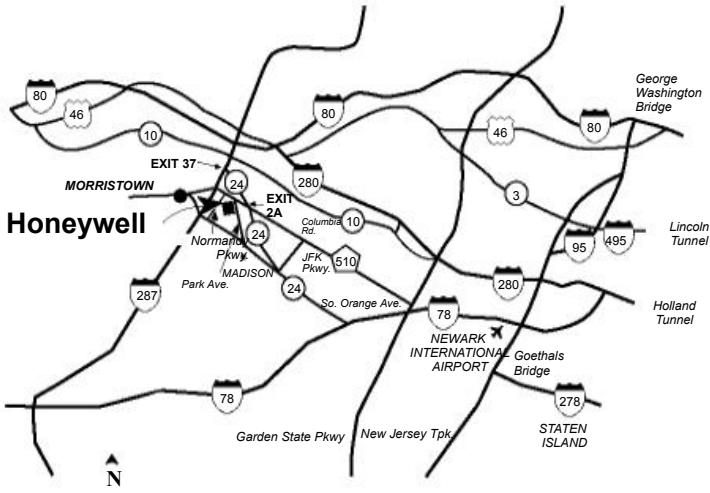 George
Washington
Bridge
80
46
80
46
80
10
EXIT 37
MORRISTOWN
24
EXIT
2A
280
3
Honeywell
Columbia
Rd.
10
24
Normandy
Pkwy.
95
495
Lincoln
Tunnel
MADISON
JFK
Pkwy.
510
Park Ave.
24
280
287
So. Orange Ave.
78
Holland
Tunnel
NEWARK
INTERNATIONAL
AIRPORT
Goethals
Bridge
78
278
STATEN
ISLAND
Garden State Pkwy
New Jersey Tpk.
N